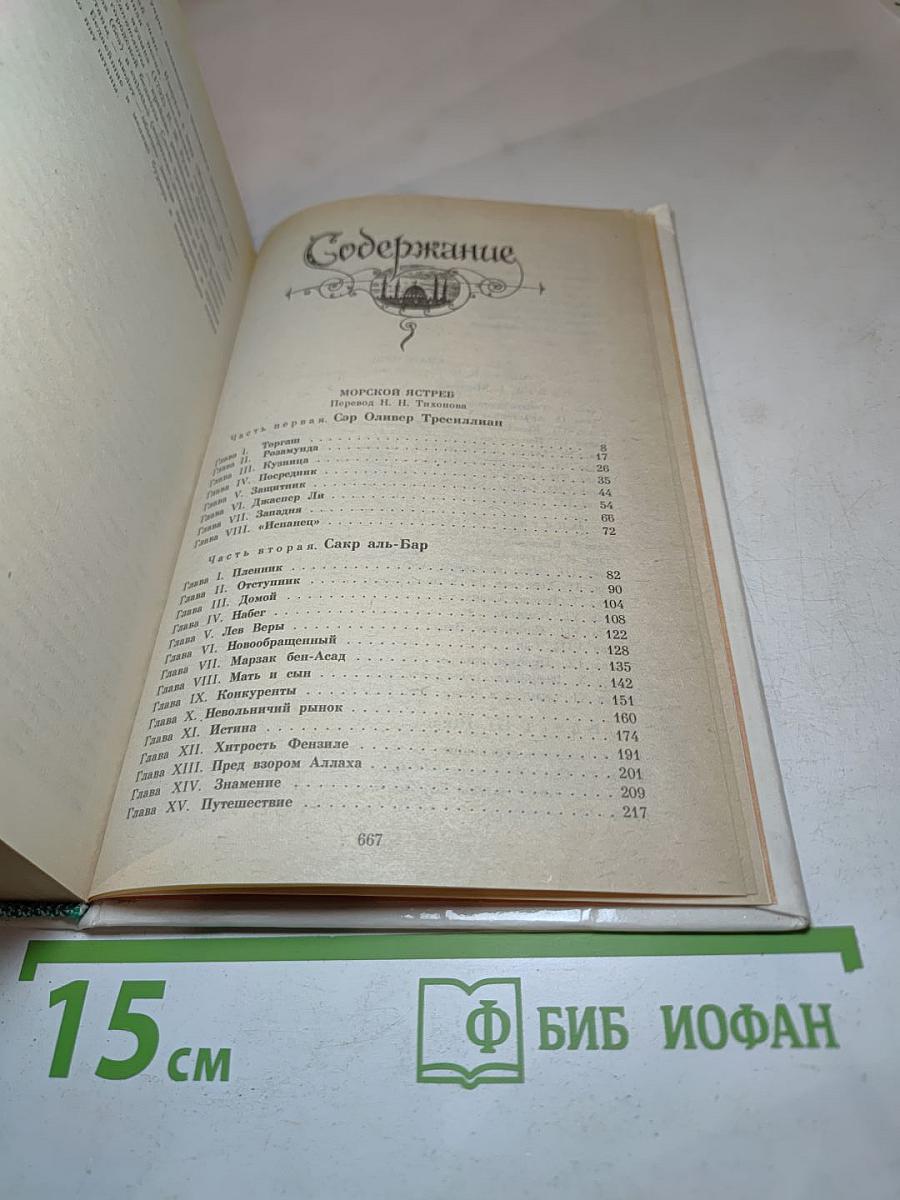 Содержание
МОРСКОЙ ЯСТРЕБ
Перевод Н. Н. Тихонова
Часть первая. Сэр Оливер Тресиллиан
Глава I. Торгаш . . . . 8
Глава II. Розамунда . . . . 17
Глава III. Кузница . . . . 26
Глава IV. Посредник . . . . 35
Глава V. Защитник . . . . 44
Глава VI. Джаспер Ли . . . . 54
Глава VII. Западня . . . . 66
Глава VIII. «Испанец» . . . . 72
Часть вторая. Сакр аль-Бар
Глава I. Пленник . . . . 82
Глава II. Отступник . . . . 90
Глава III. Домой . . . . 104
Глава IV. Набег . . . . 108
Глава V. Лев Веры . . . . 122
Глава VI. Новообращенный . . . . 128
Глава VII. Марзак бен-Асад . . . . 135
Глава VIII. Мать и сын . . . . 142
Глава IX. Конкуренты . . . . 151
Глава X. Невольничий рынок . . . . 160
Глава XI. Истина . . . . 174
Глава XII. Хитрость Фензиле . . . . 191
Глава XIII. Пред взором Аллаха . . . . 201
Глава XIV. Знамение . . . . 209
Глава XV. Путешествие . . . . 217
667
15 см
Ф БИБ ИОФАН